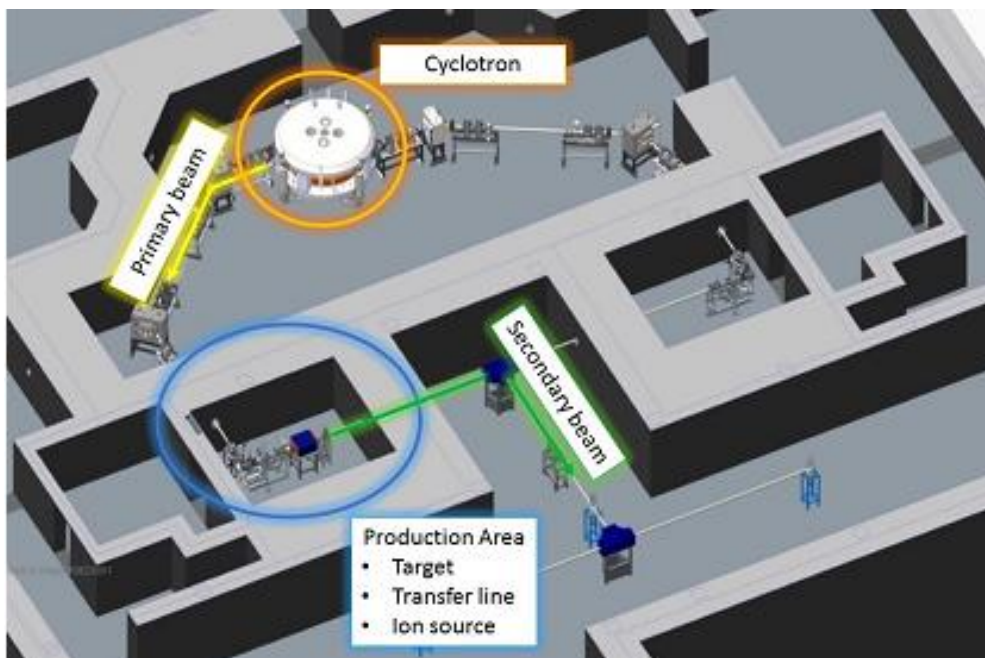 Cyclotron
Primary beam
Secondary beam
Production Area
• Target
• Transfer line
• Ion source